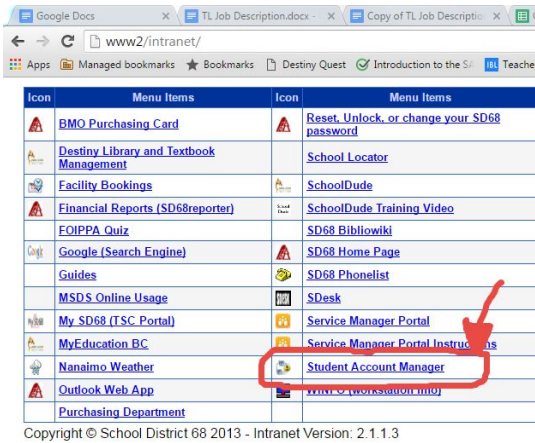 Google Docs
TL Job Description.docx -
Copy of TL Job Descriptio
www2/intranet/
Apps Managed bookmarks Bookmarks Destiny Quest Introduction to the SA IBL Teache
Icon Menu Items Icon Menu Items
BMO Purchasing Card
Reset, Unlock, or change your SD68
password
Destiny Library and Textbook
Management
School Locator
Facility Bookings
SchoolDude
Financial Reports (SD68reporter)
SchoolDude Training Video
FOIPPA Quiz
SD68 Bibliowiki
Google (Search Engine)
SD68 Home Page
Guides
SD68 Phonelist
MSDS Online Usage
SDesk
My SD68 (TSC Portal)
Service Manager Portal
MyEducation BC
Service Manager Portal Instructions
Nanaimo Weather
Student Account Manager
Outlook Web App
WINFO (workstation info)
Purchasing Department
Copyright © School District 68 2013 - Intranet Version: 2.1.1.3